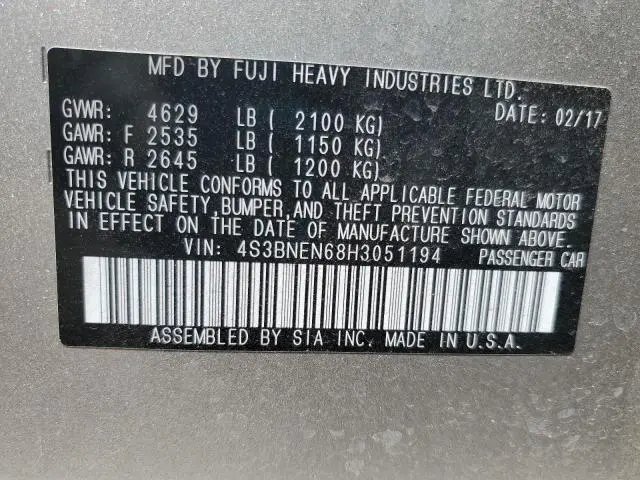 MFD BY FUJI HEAVY INDUSTRIES LTD.
GVWR: 4629 LB ( 2100 KG) DATE: 02/17
GAWR: F 2535 LB ( 1150 KG)
GAWR: R 2645 LB ( 1200 KG)
THIS VEHICLE CONFORMS TO ALL APPLICABLE FEDERAL MOTOR
VEHICLE SAFETY, BUMPER, AND THEFT PREVENTION STANDARDS
IN EFFECT ON THE DATE OF MANUFACTURE SHOWN ABOVE.
VIN: 4S3BNEN68H3051194 PASSENGER CAR
ASSEMBLED BY SIA INC. MADE IN U.S.A.